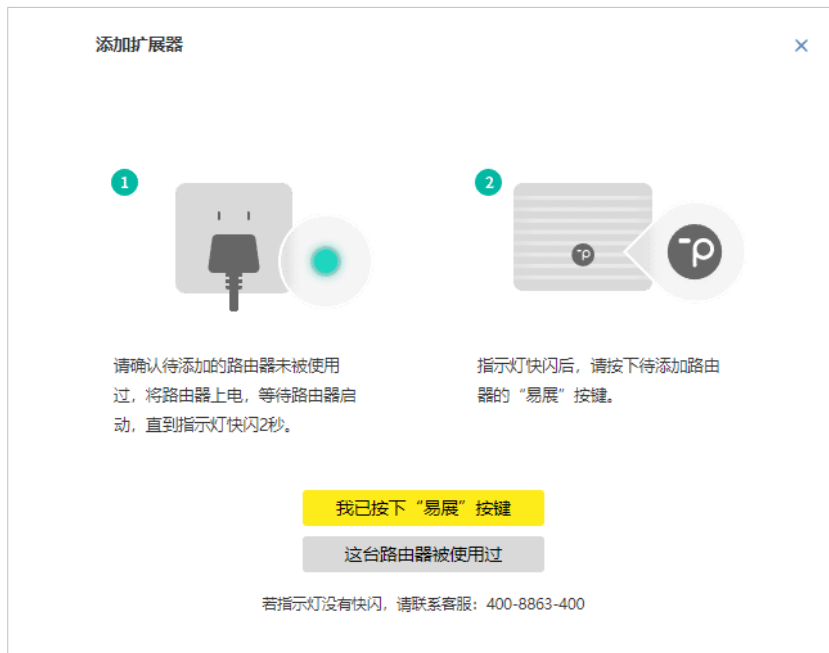 添加扩展器
×
1
请确认待添加的路由器未被使用
过，将路由器上电，等待路由器启
动，直到指示灯快闪2秒。
2
指示灯快闪后，请按下待添加路由
器的“易展”按键。
我已按下“易展”按键
这台路由器被使用过
若指示灯没有快闪，请联系客服：400-8863-400